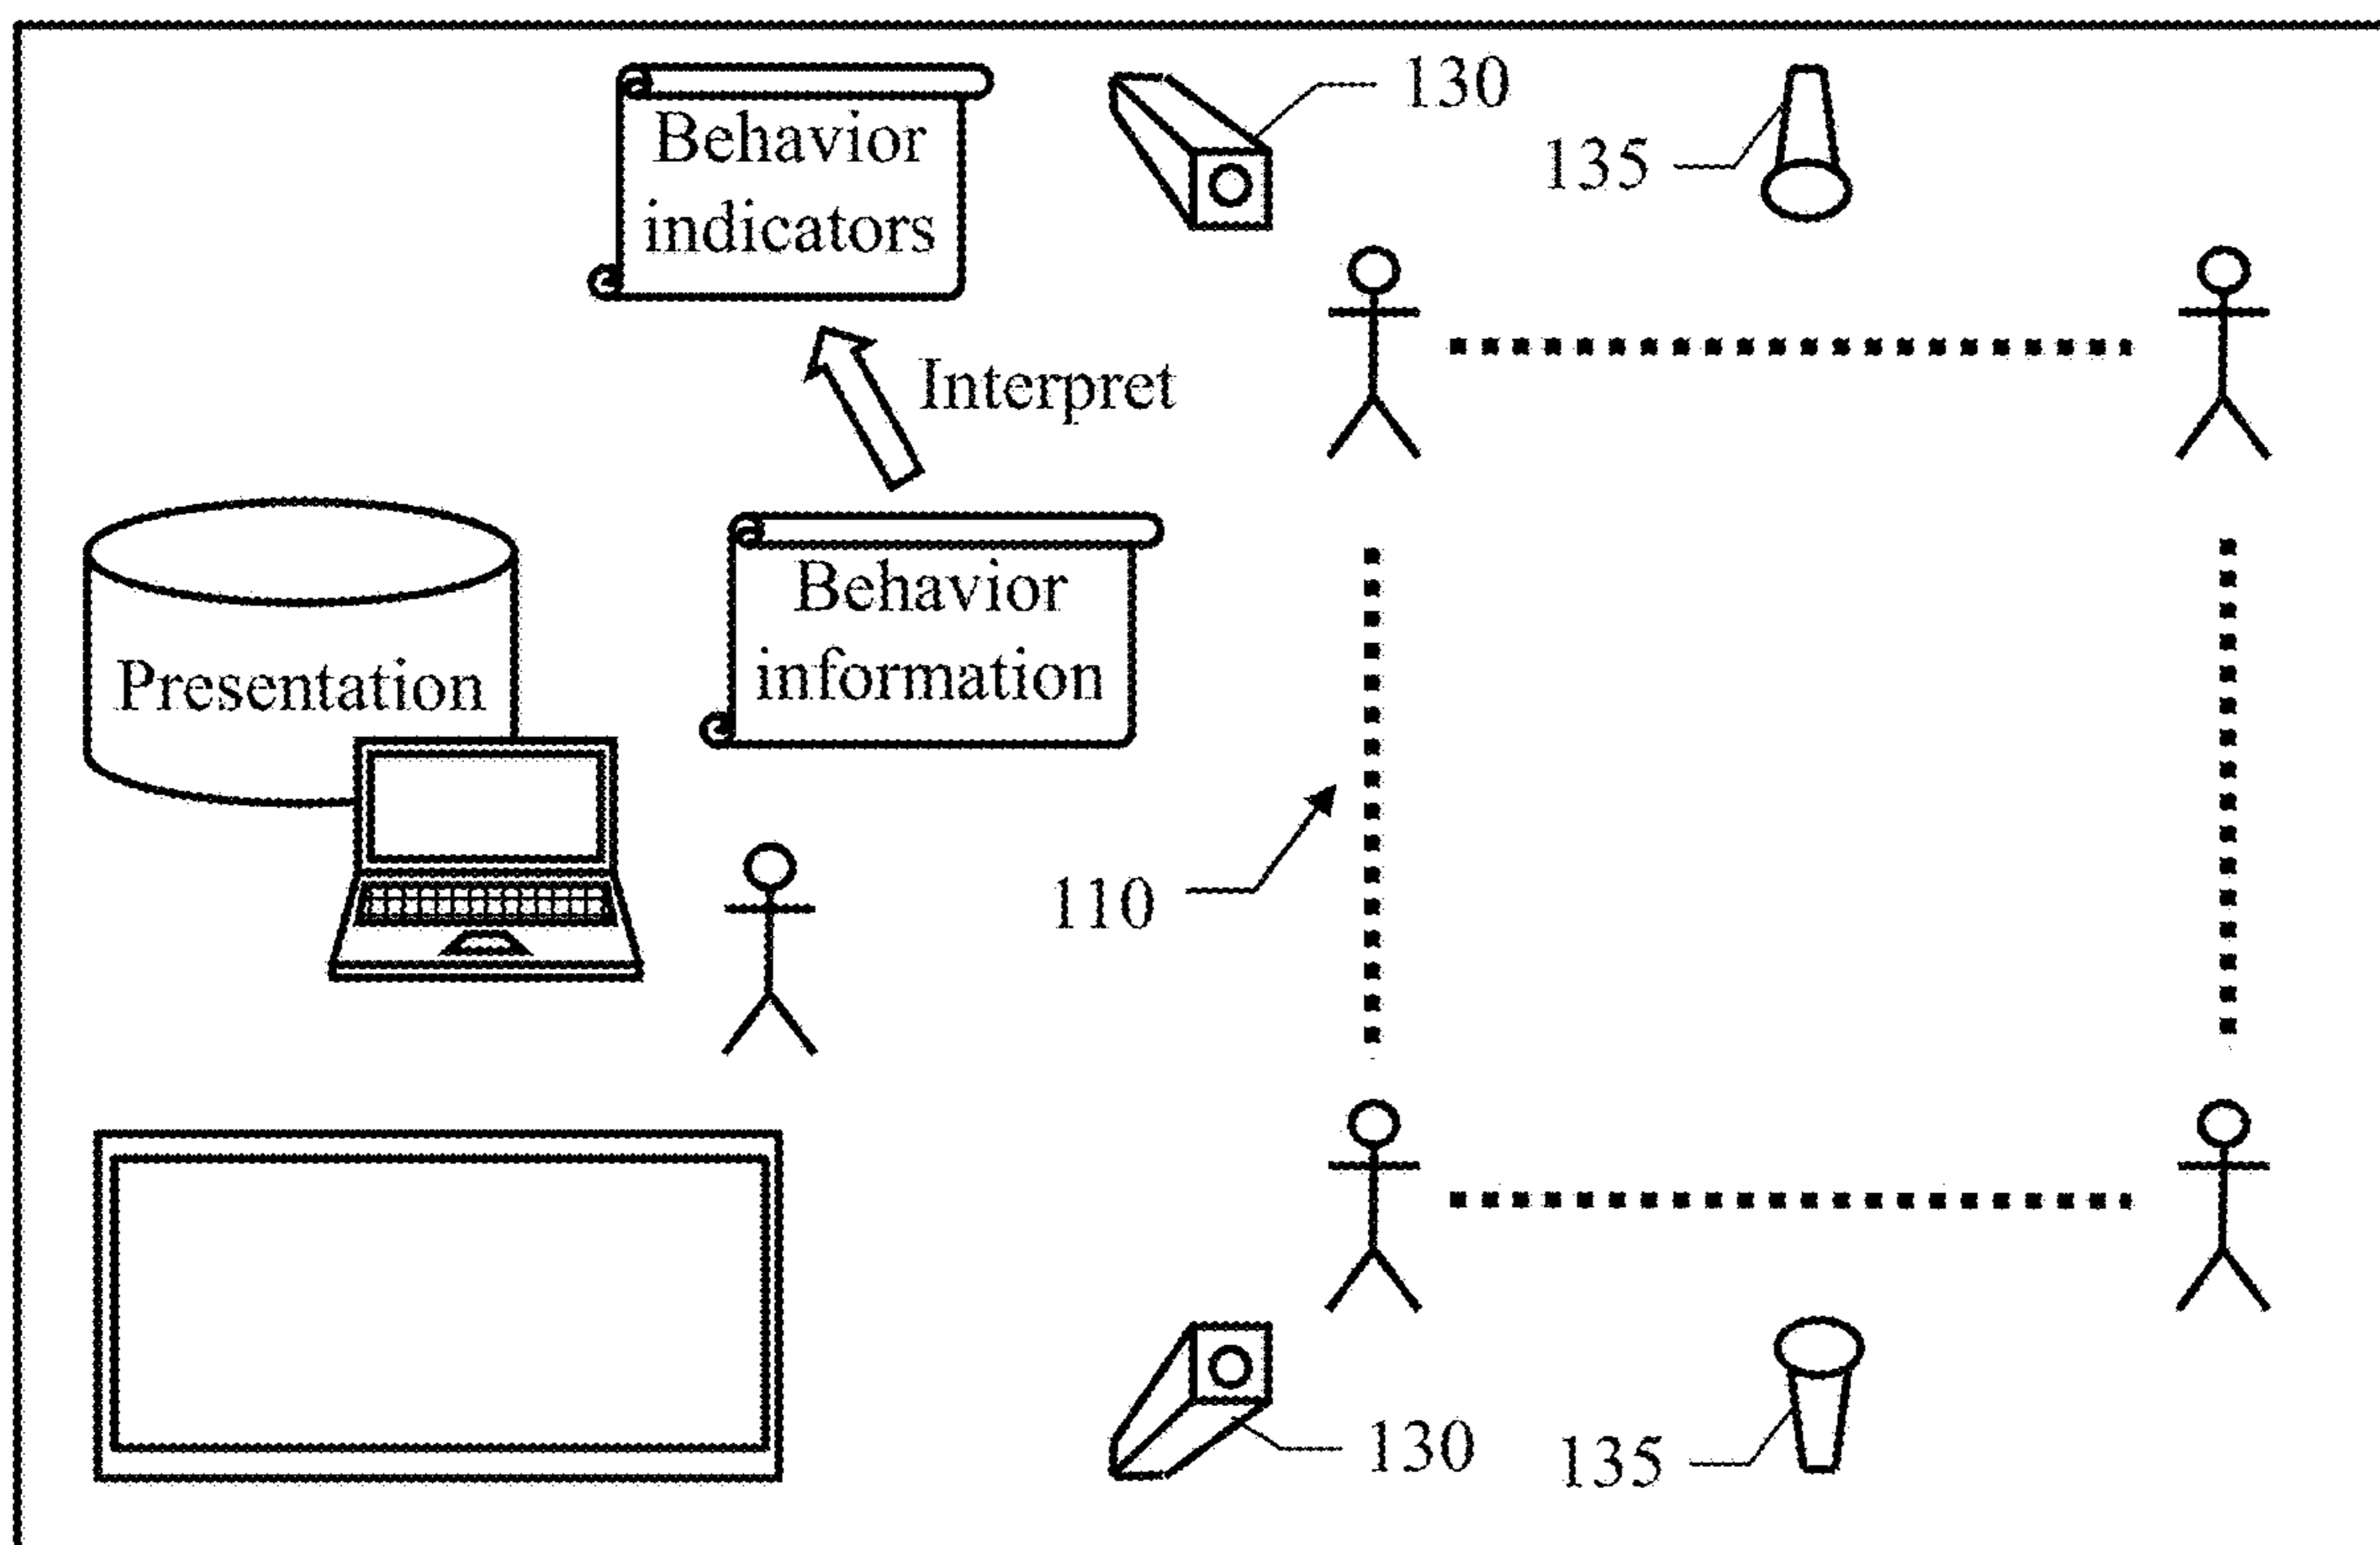 Behavior
indicators
130
135
Interpret
Behavior
information
Presentation
110
130
135